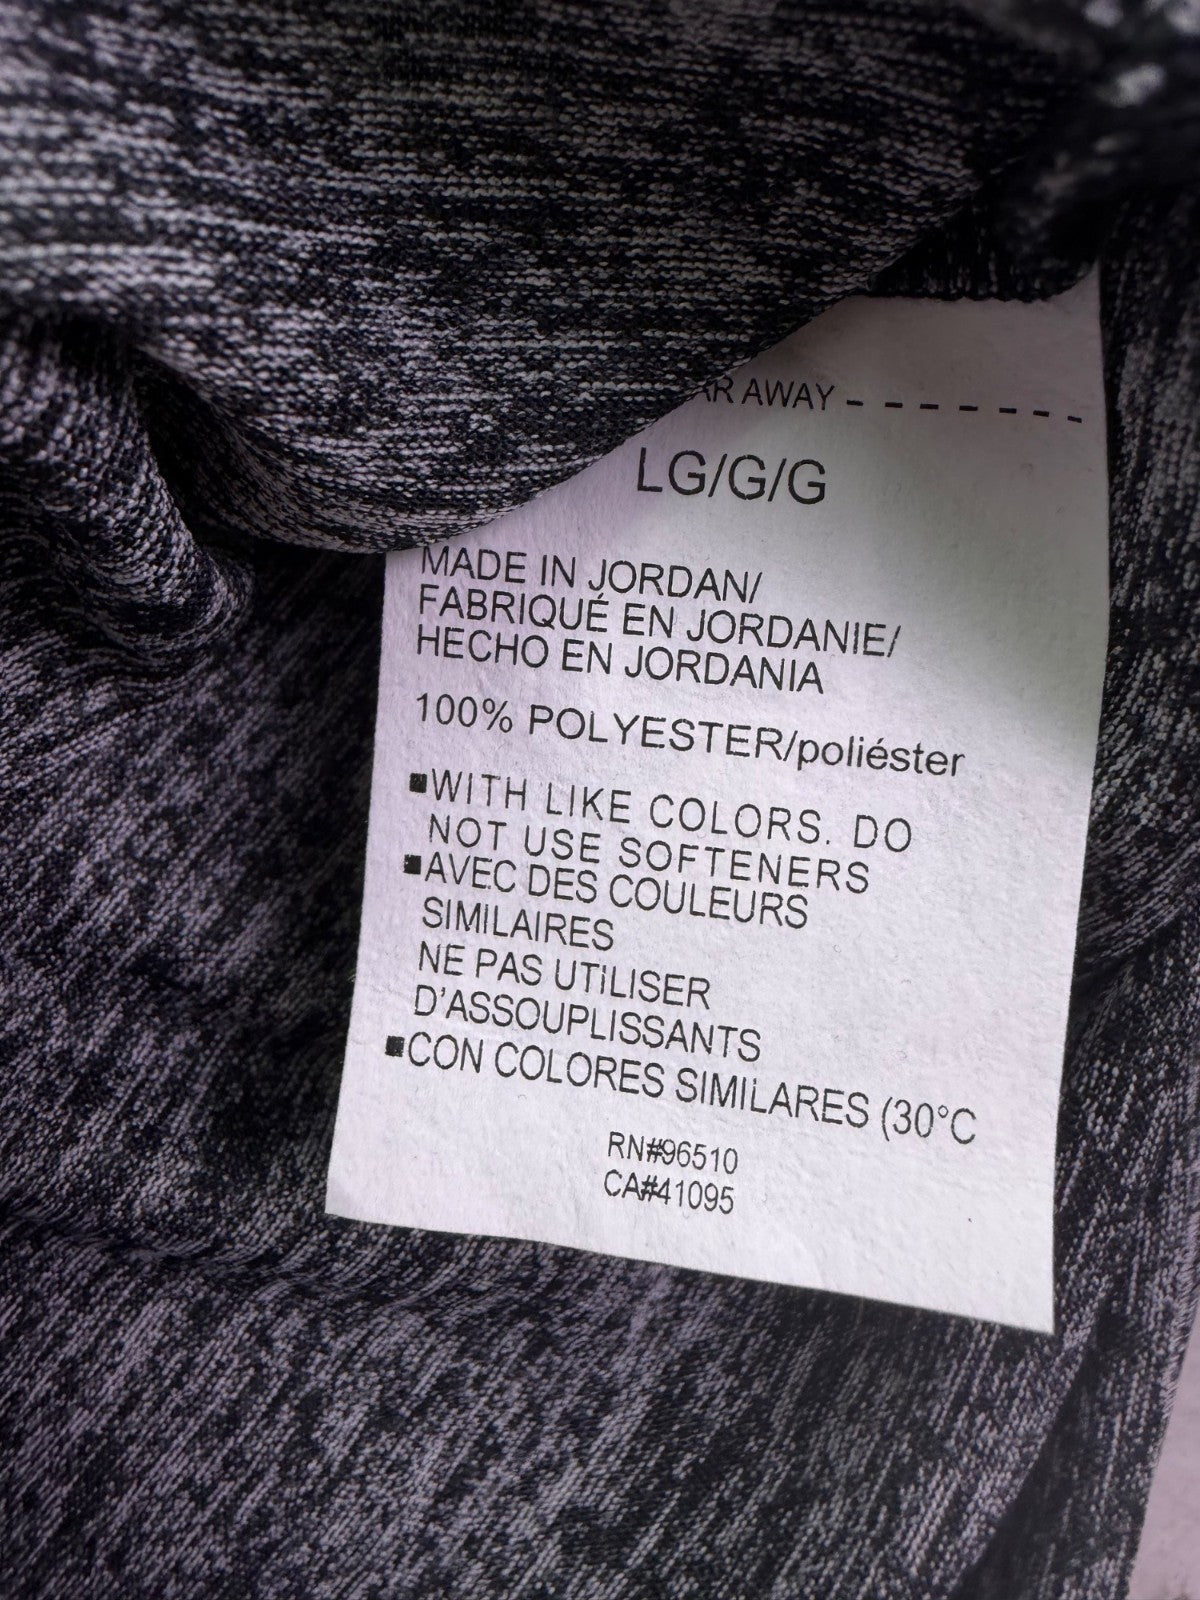 AWAY
LG/G/G
MADE IN JORDAN/
FABRIQUÉ EN JORDANIE/
HECHO EN JORDANIA
100% POLYESTER/poliéster
■WITH LIKE COLORS. DO
NOT USE SOFTENERS
■AVEC DES COULEURS
SIMILAIRES
NE PAS UTiLISER
D'ASSOUPLISSANTS
■CON COLORES SIMiLARES (30°C
RN#96510
CA#41095